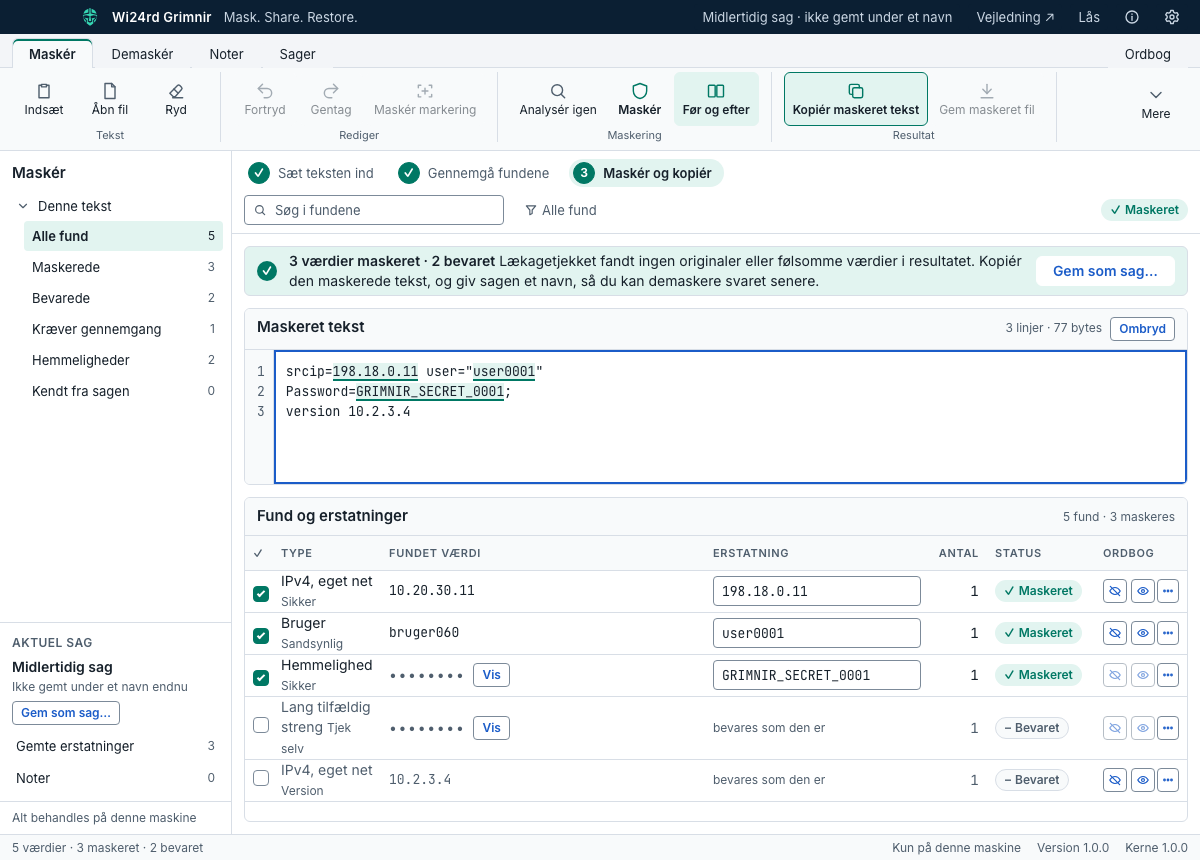 Wi24rd Grimnir Mask. Share. Restore. Midlertidig sag · ikke gemt under et navn Vejledning ↗ Lås
Maskér Demaskér Noter Sager Ordbog
Indsæt Åbn fil Ryd Fortryd Gentag Maskér markering Analysér igen Maskér Før og efter Kopiér maskeret tekst Gem maskeret fil Mere
Tekst Rediger Maskering Resultat
Maskér
Denne tekst
Alle fund 5
Maskerede 3
Bevarede 2
Kræver gennemgang 1
Hemmeligheder 2
Kendt fra sagen 0
AKTUEL SAG
Midlertidig sag
Ikke gemt under et navn endnu
Gem som sag...
Gemte erstatninger 3
Noter 0
Alt behandles på denne maskine
✓ Sæt teksten ind ✓ Gennemgå fundene 3 Maskér og kopiér
Søg i fundene Alle fund ✓ Maskeret
3 værdier maskeret · 2 bevaret Lækagetjekket fandt ingen originaler eller følsomme værdier i resultatet. Kopiér
den maskerede tekst, og giv sagen et navn, så du kan demaskere svaret senere.
Gem som sag...
Maskeret tekst 3 linjer · 77 bytes Ombryd
1 srcip=198.18.0.11 user="user0001"
2 Password=GRIMNIR_SECRET_0001;
3 version 10.2.3.4
Fund og erstatninger 5 fund · 3 maskeres
✓ TYPE FUNDET VÆRDI ERSTATNING ANTAL STATUS ORDBOG
IPv4, eget net
Sikker
10.20.30.11 198.18.0.11 1 ✓ Maskeret
Bruger
Sandsynlig
bruger060 user0001 1 ✓ Maskeret
Hemmelighed
Sikker
•••••••• Vis GRIMNIR_SECRET_0001 1 ✓ Maskeret
Lang tilfældig
streng Tjek
selv
•••••••• Vis bevares som den er 1 – Bevaret
IPv4, eget net
Version
10.2.3.4 bevares som den er 1 – Bevaret
5 værdier · 3 maskeret · 2 bevaret Kun på denne maskine Version 1.0.0 Kerne 1.0.0